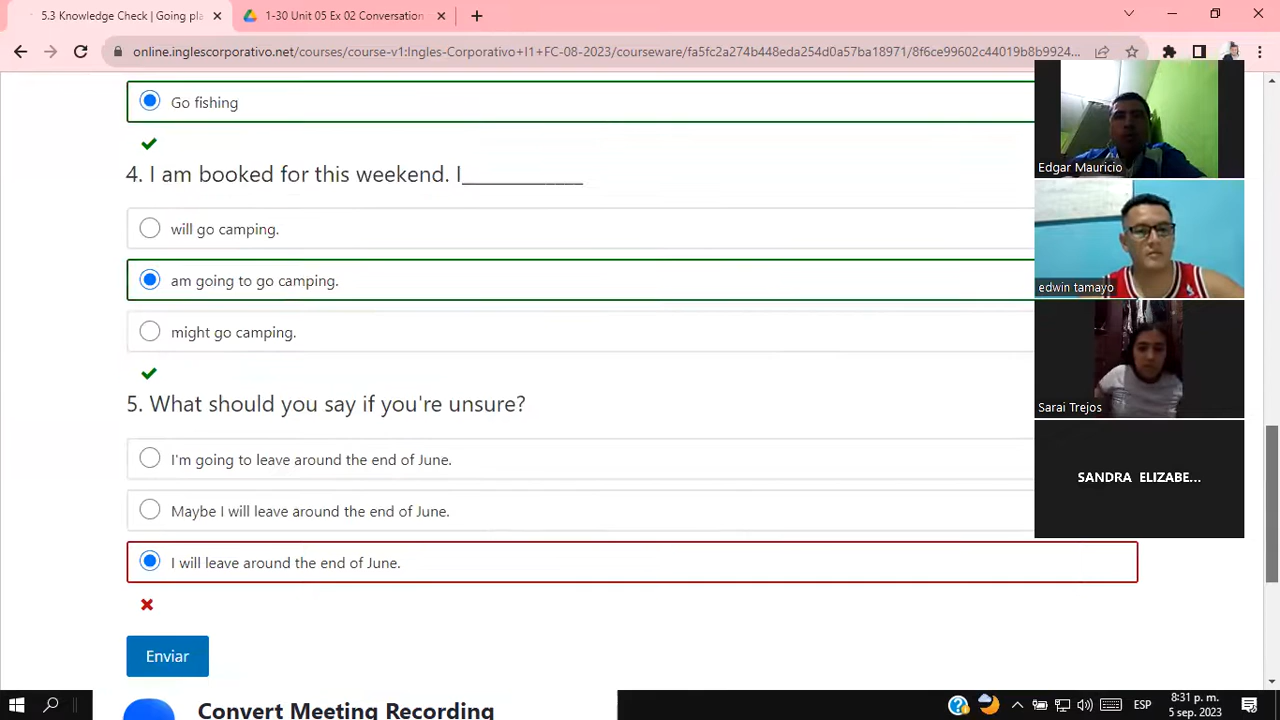 5.3 Knowledge Check | Going pla
1-30 Unit 05 Ex 02 Conversation
online.inglescorporativo.net/courses/course-v1:Ingles-Corporativo+I1+FC-08-2023/courseware/fa5fc2a274b448eda254d0a57ba18971/8f6ce99602c44019b8b9924...
Go fishing
4. I am booked for this weekend. I____________
will go camping.
am going to go camping.
might go camping.
5. What should you say if you're unsure?
I'm going to leave around the end of June.
Maybe I will leave around the end of June.
I will leave around the end of June.
Enviar
Convert Meeting Recording
Edgar Mauricio
edwin tamayo
Sarai Trejos
SANDRA ELIZABE...
ESP
8:31 p. m.
5 sep. 2023